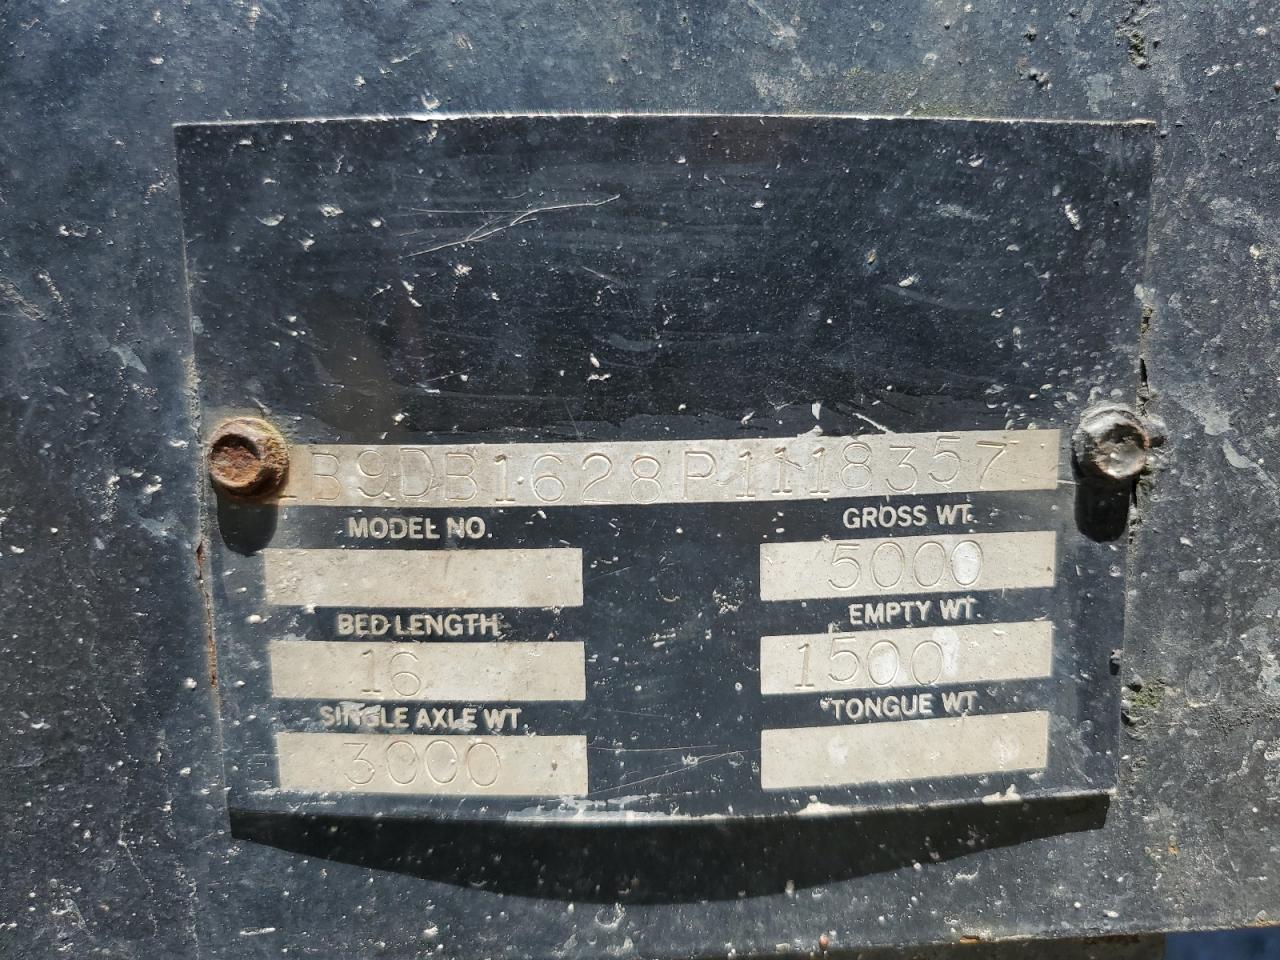 1B9DB1628P1118357
MODEL NO.
GROSS WT.
5000
BED LENGTH
EMPTY WT.
16
1500
SINGLE AXLE WT.
TONGUE WT.
3000